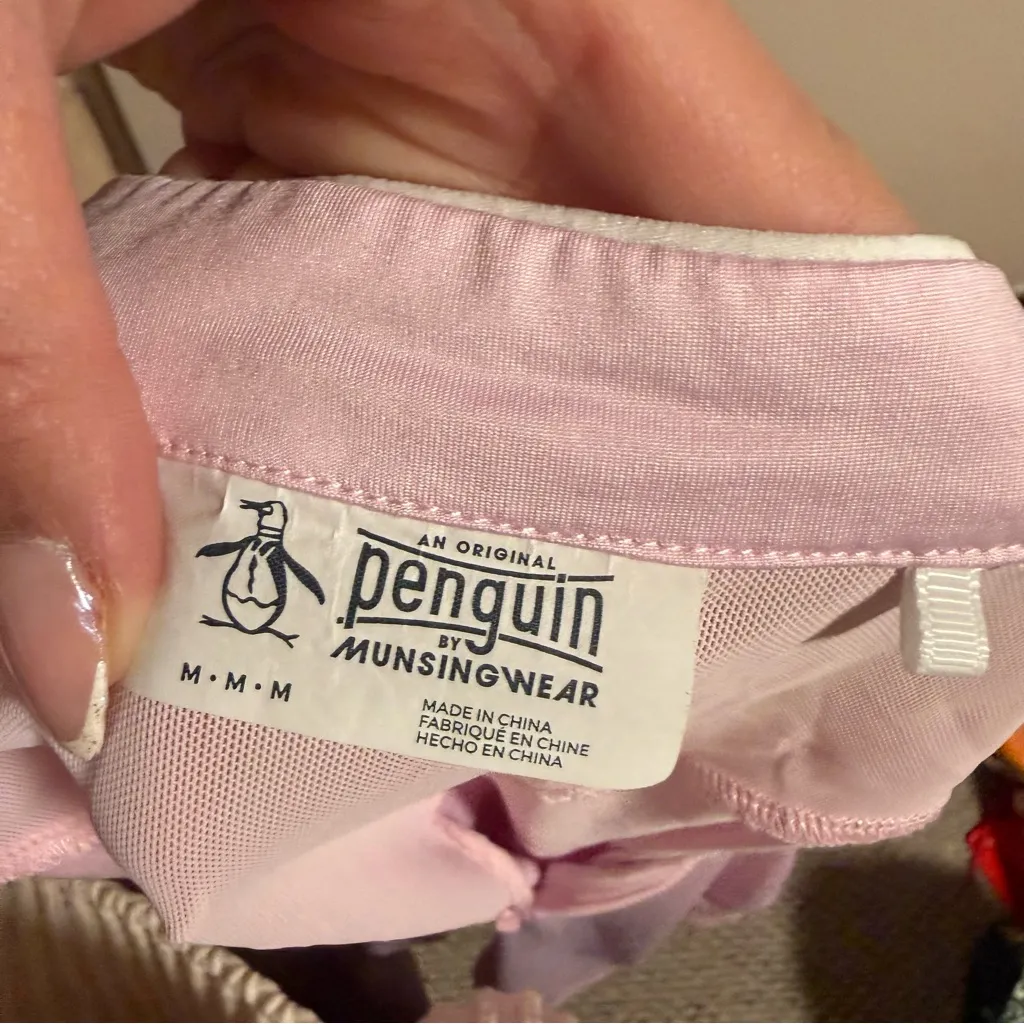 AN ORIGINAL
penguin
BY
MUNSINGWEAR
M • M • M
MADE IN CHINA
FABRIQUÉ EN CHINE
HECHO EN CHINA